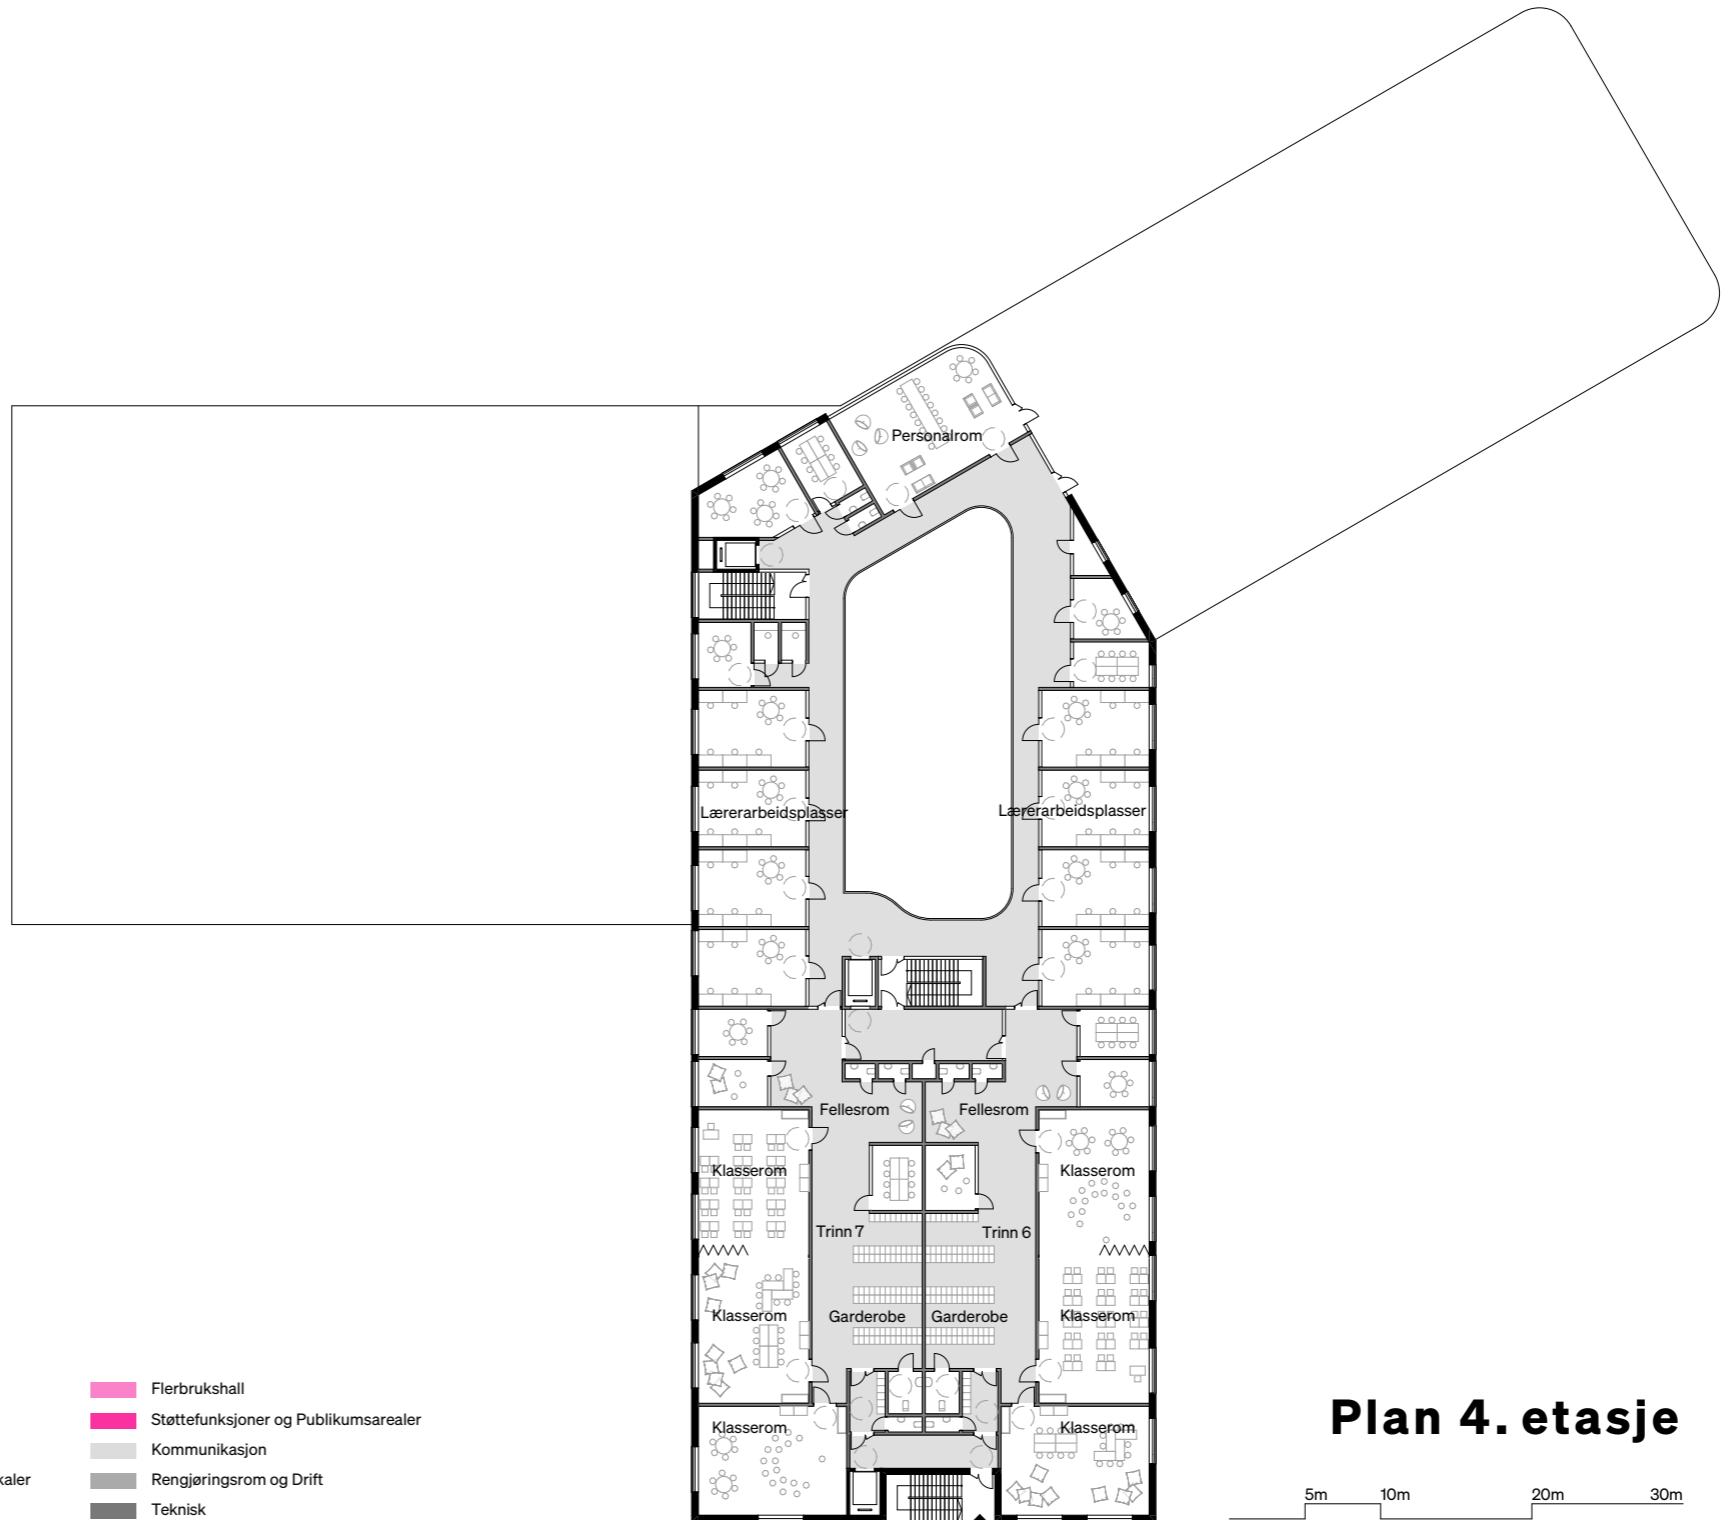 Personalrom
Lærerarbeidsplasser
Lærerarbeidsplasser
Fellesrom
Fellesrom
Klasserom
Klasserom
Trinn 7
Trinn 6
Klasserom
Garderobe
Garderobe
Klasserom
Klasserom
Klasserom
Flerbrukshall
Støttefunksjoner og Publikumsarealer
Kommunikasjon
kaler
Rengjøringsrom og Drift
Teknisk
Plan 4. etasje
5m 10m 20m 30m